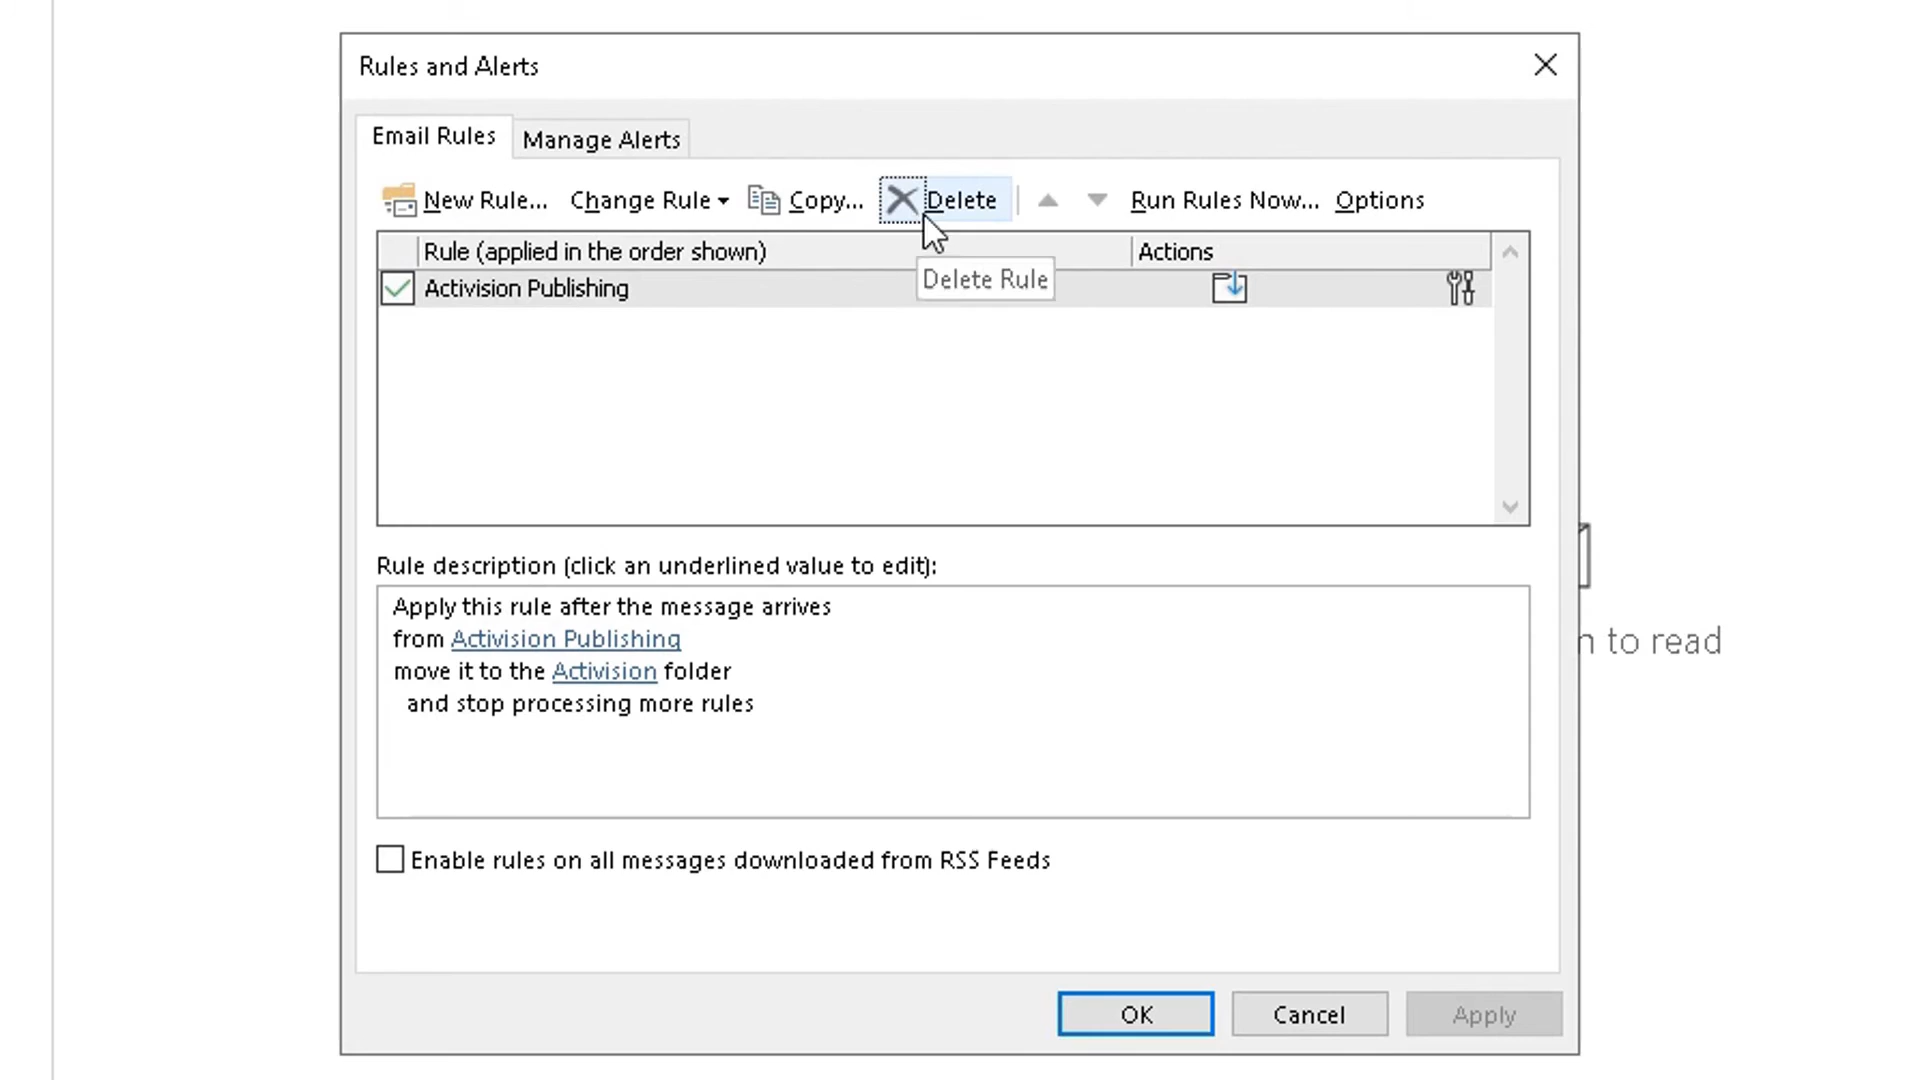 Rules and Alerts
Email Rules
Manage Alerts
New Rule...
Change Rule
Copy...
Delete
Run Rules Now...
Options
Rule (applied in the order shown)
Actions
Delete Rule
Activision Publishing
Rule description (click an underlined value to edit):
Apply this rule after the message arrives
from Activision Publishing
move it to the Activision folder
and stop processing more rules
n to read
Enable rules on all messages downloaded from RSS Feeds
OK
Cancel
Apply